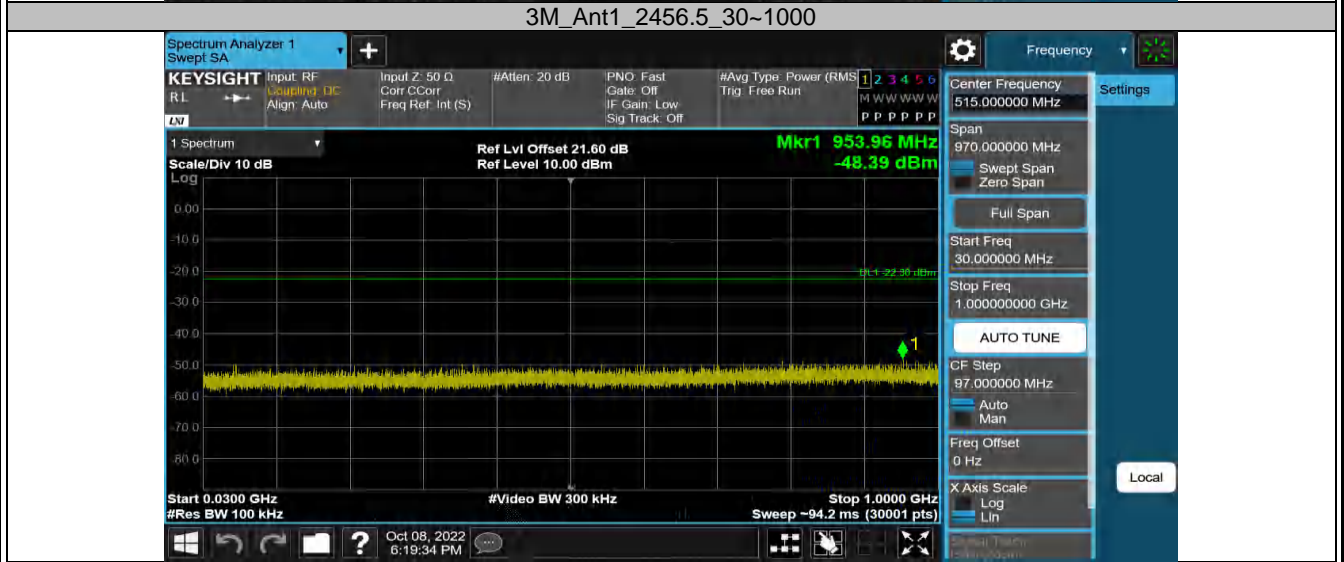 3M_Ant1_2456.5_30~1000
Spectrum Analyzer 1
Swept SA
Frequency
KEYSIGHT
RL
LXI
Input: RF
Coupling: DC
Align: Auto
Input Z: 50 Ω
Corr CCorr
Freq Ref: Int (S)
#Atten: 20 dB
PNO: Fast
Gate: Off
IF Gain: Low
Sig Track: Off
#Avg Type: Power (RMS
Trig: Free Run
1 2 3 4 5 6
M W W W W W
P P P P P P
1 Spectrum
Scale/Div 10 dB
Ref Lvl Offset 21.60 dB
Ref Level 10.00 dBm
Mkr1 953.96 MHz
-48.39 dBm
Log
0.00
-10.0
-20.0
-30.0
-40.0
-50.0
-60.0
-70.0
-80.0
DL1 -22.30 dBm
1
Start 0.0300 GHz
#Res BW 100 kHz
#Video BW 300 kHz
Stop 1.0000 GHz
Sweep ~94.2 ms (30001 pts)
Oct 08, 2022
6:19:34 PM
Center Frequency
515.000000 MHz
Settings
Span
970.000000 MHz
Swept Span
Zero Span
Full Span
Start Freq
30.000000 MHz
Stop Freq
1.000000000 GHz
AUTO TUNE
CF Step
97.000000 MHz
Auto
Man
Freq Offset
0 Hz
X Axis Scale
Log
Lin
Local